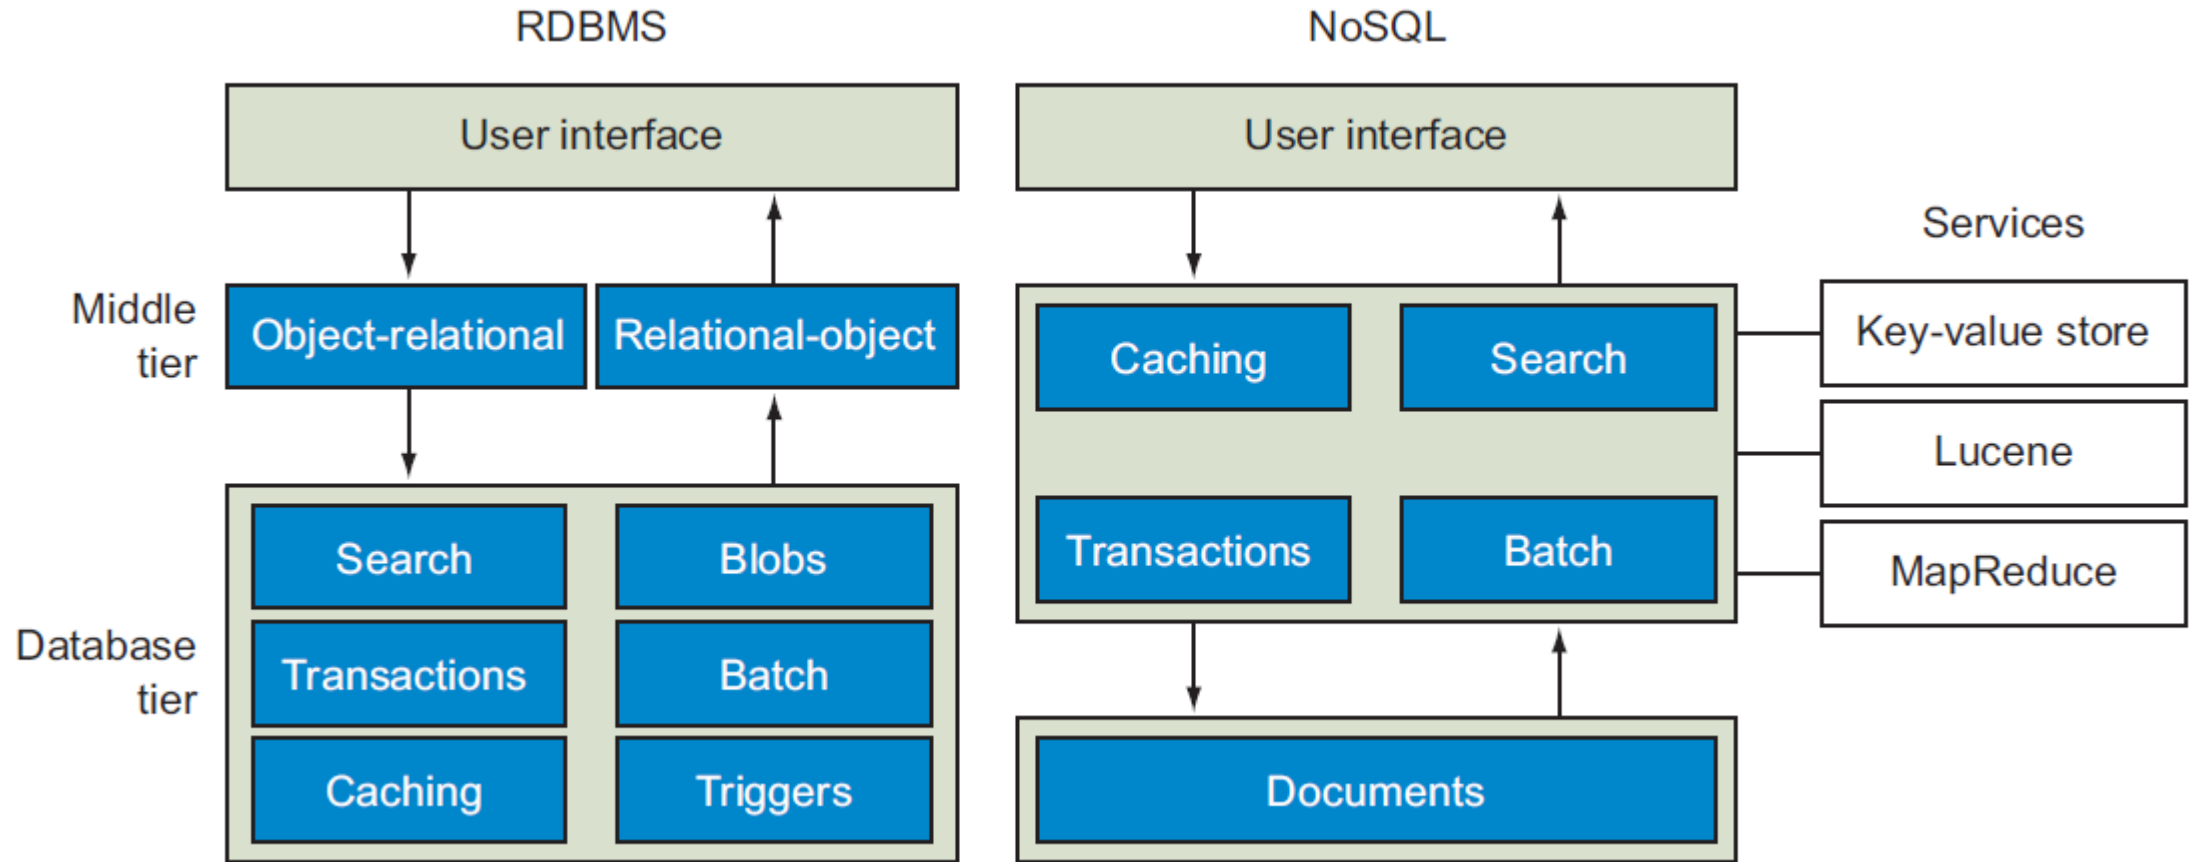 RDBMS
User interface
Middle
tier
Object-relational
Relational-object
Database
tier
Search
Blobs
Transactions
Batch
Caching
Triggers
NoSQL
User interface
Caching
Search
Transactions
Batch
Documents
Services
Key-value store
Lucene
MapReduce